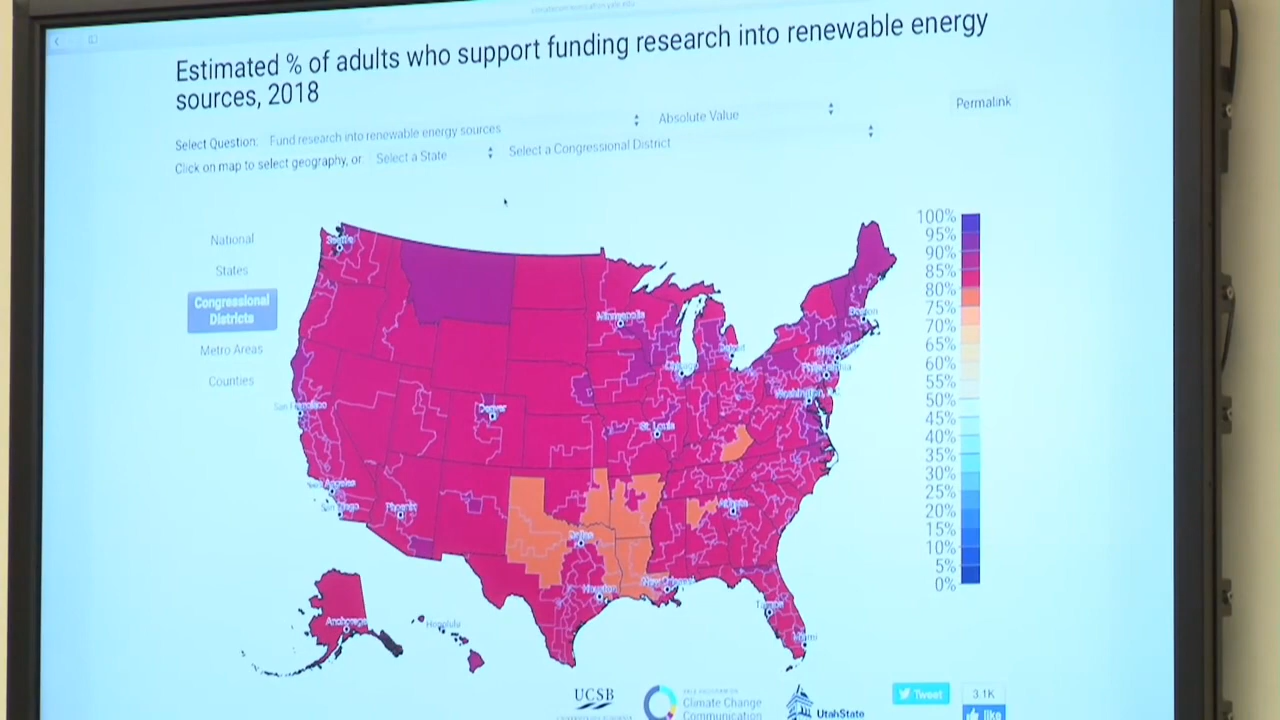 Estimated % of adults who support funding research into renewable energy
sources, 2018
Permalink
Select Question: Fund research into renewable energy sources
Absolute Value
Click on map to select geography, or: Select a State
Select a Congressional District
National
States
Congressional
Districts
Metro Areas
Counties
100%
95%
90%
85%
80%
75%
70%
65%
60%
55%
50%
45%
40%
35%
30%
25%
20%
15%
10%
5%
0%
Seattle
Minneapolis
Boston
Detroit
New York
Chicago
Philadelphia
Washington,
San Francisco
Denver
St. Louis
Los Angeles
San Diego
Phoenix
Atlanta
Dallas
Houston
New Orleans
Tampa
Miami
Anchorage
Honolulu
UCSB
Climate Change
Communication
UtahState
Tweet
3.1K
like